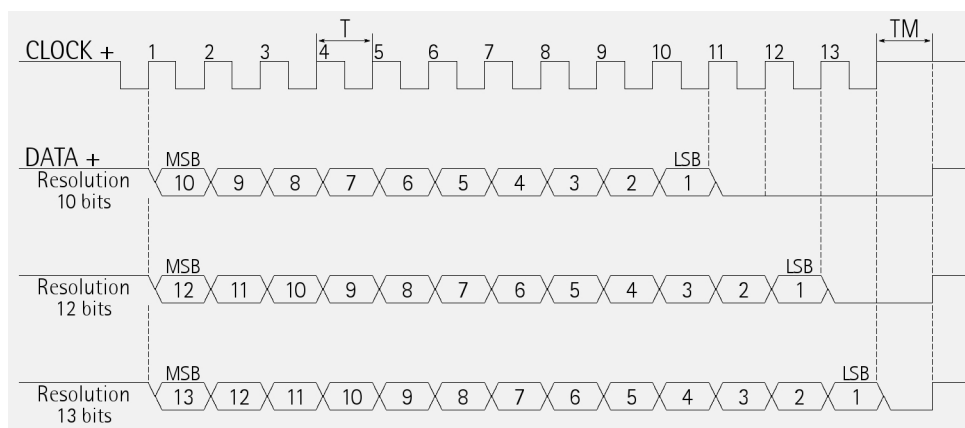 T TM
CLOCK + 1 2 3 4 5 6 7 8 9 10 11 12 13
DATA + MSB LSB
Resolution 10 bits 10 9 8 7 6 5 4 3 2 1
MSB LSB
Resolution 12 bits 12 11 10 9 8 7 6 5 4 3 2 1
MSB LSB
Resolution 13 bits 13 12 11 10 9 8 7 6 5 4 3 2 1